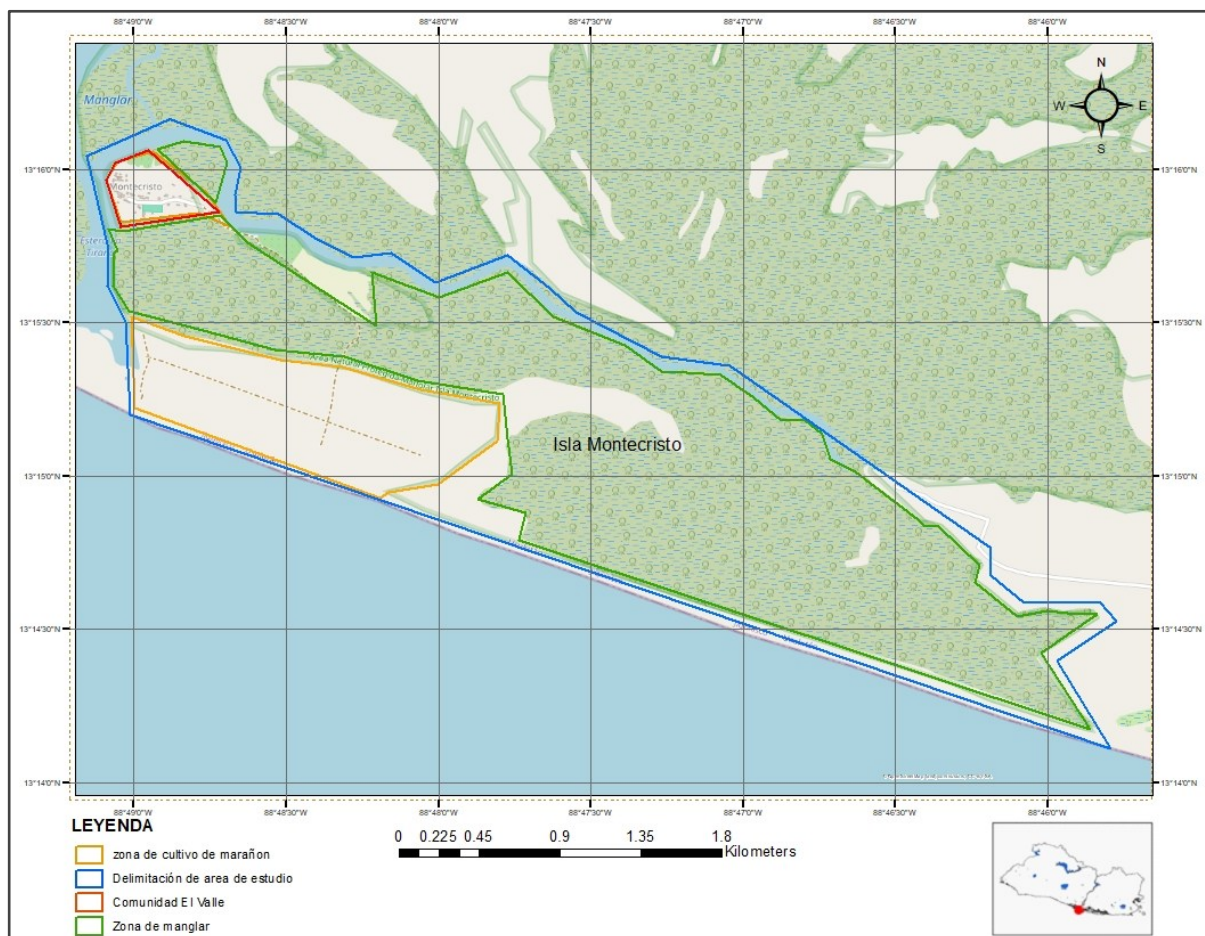 88°49'0"W 88°48'30"W 88°48'0"W 88°47'30"W 88°47'0"W 88°46'30"W 88°46'0"W
N
W E
S
Manglar
13°16'0"N 13°16'0"N
Montecristo
Estero
13°15'30"N 13°15'30"N
Area Natural Isla Montecristo
Isla Montecristo
13°15'0"N 13°15'0"N
13°14'30"N 13°14'30"N
13°14'0"N 13°14'0"N
88°49'0"W 88°48'30"W 88°48'0"W 88°47'30"W 88°47'0"W 88°46'30"W 88°46'0"W
LEYENDA
zona de cultivo de marañon
Delimitación de area de estudio
Comunidad El Valle
Zona de manglar
0 0.225 0.45 0.9 1.35 1.8
Kilometers